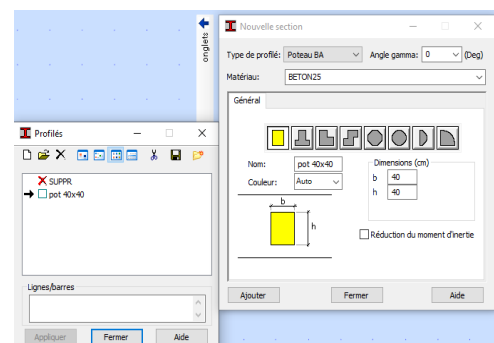 onglets
Nouvelle section
Type de profilé: Poteau BA Angle gamma: 0 (Deg)
Matériau: BETON25
Général
Nom: pot 40x40
Couleur: Auto
Dimensions (cm)
b 40
h 40
b
h
Réduction du moment d'inertie
Ajouter Fermer Aide
Profilés
SUPPR
pot 40x40
Lignes/barres
Appliquer Fermer Aide